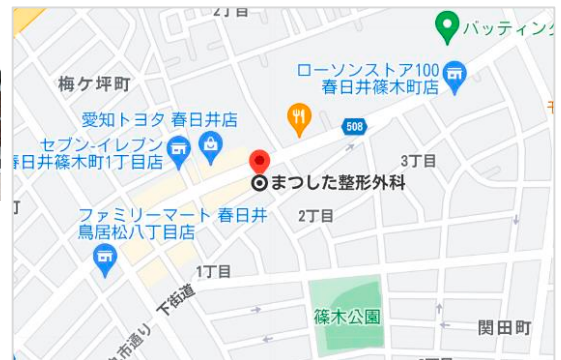 2丁目
バッティン
梅ケ坪町
ローソンストア100
春日井篠木町店
愛知トヨタ 春日井店
セブン-イレブン
春日井篠木町1丁目店
508
3丁目
まつした整形外科
2丁目
ファミリーマート 春日井
鳥居松八丁目店
1丁目
下街道
篠木公園
関田町
市通り